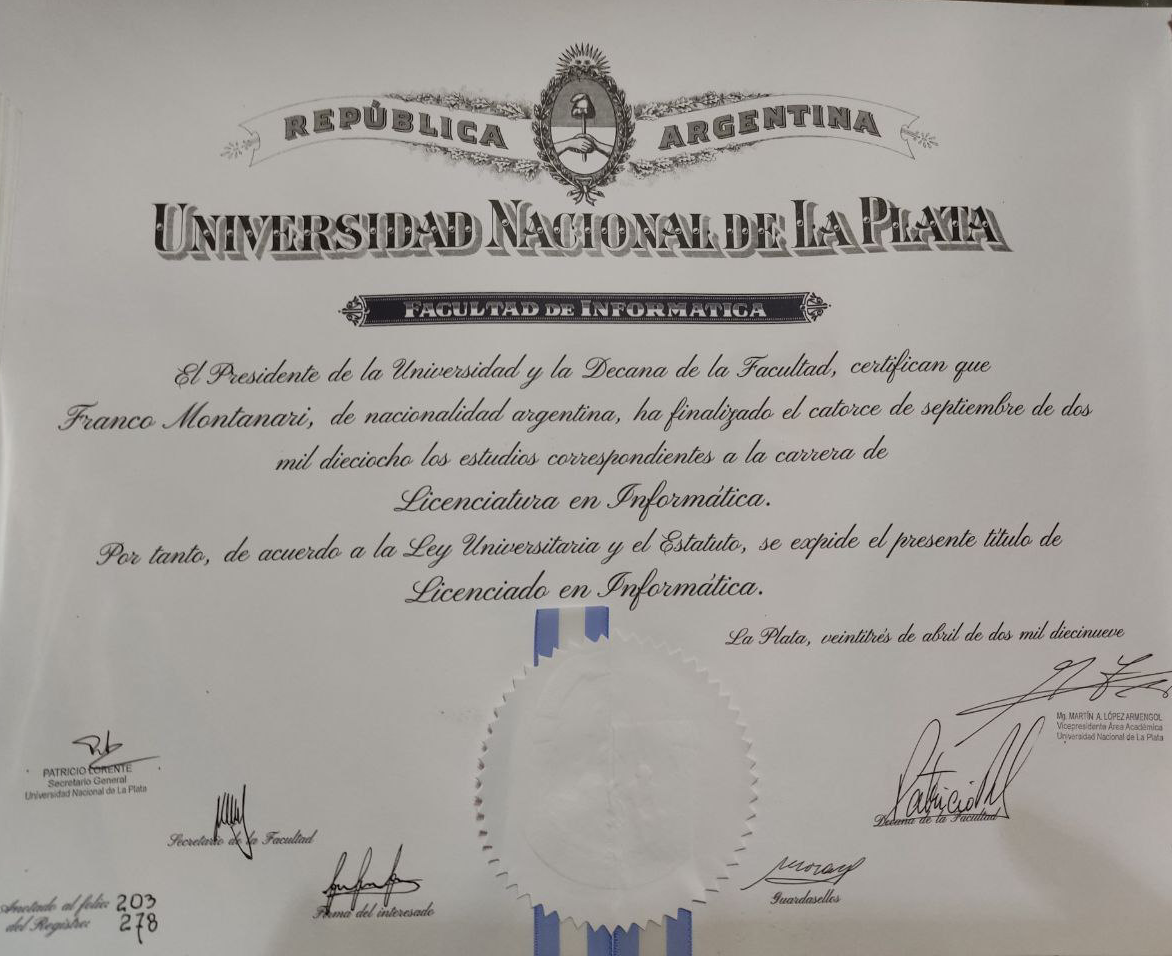 REPÚBLICA ARGENTINA
UNIVERSIDAD NACIONAL DE LA PLATA
FACULTAD DE INFORMATICA
El Presidente de la Universidad y la Decana de la Facultad, certifican que
Franco Montanari, de nacionalidad argentina, ha finalizado el catorce de septiembre de dos
mil dieciocho los estudios correspondientes a la carrera de
Licenciatura en Informática.
Por tanto, de acuerdo a la Ley Universitaria y el Estatuto, se expide el presente título de
Licenciado en Informática.
La Plata, veintitrés de abril de dos mil diecinueve
Mg. MARTÍN A. LÓPEZ ARMENGOL
Vicepresidente Área Académica
Universidad Nacional de La Plata
PATRICIO LORENTE
Secretario General
Universidad Nacional de La Plata
Decana de la Facultad
Secretario de la Facultad
Guardasellos
Firma del interesado
Anotado al folio: 203
del Registro: 278